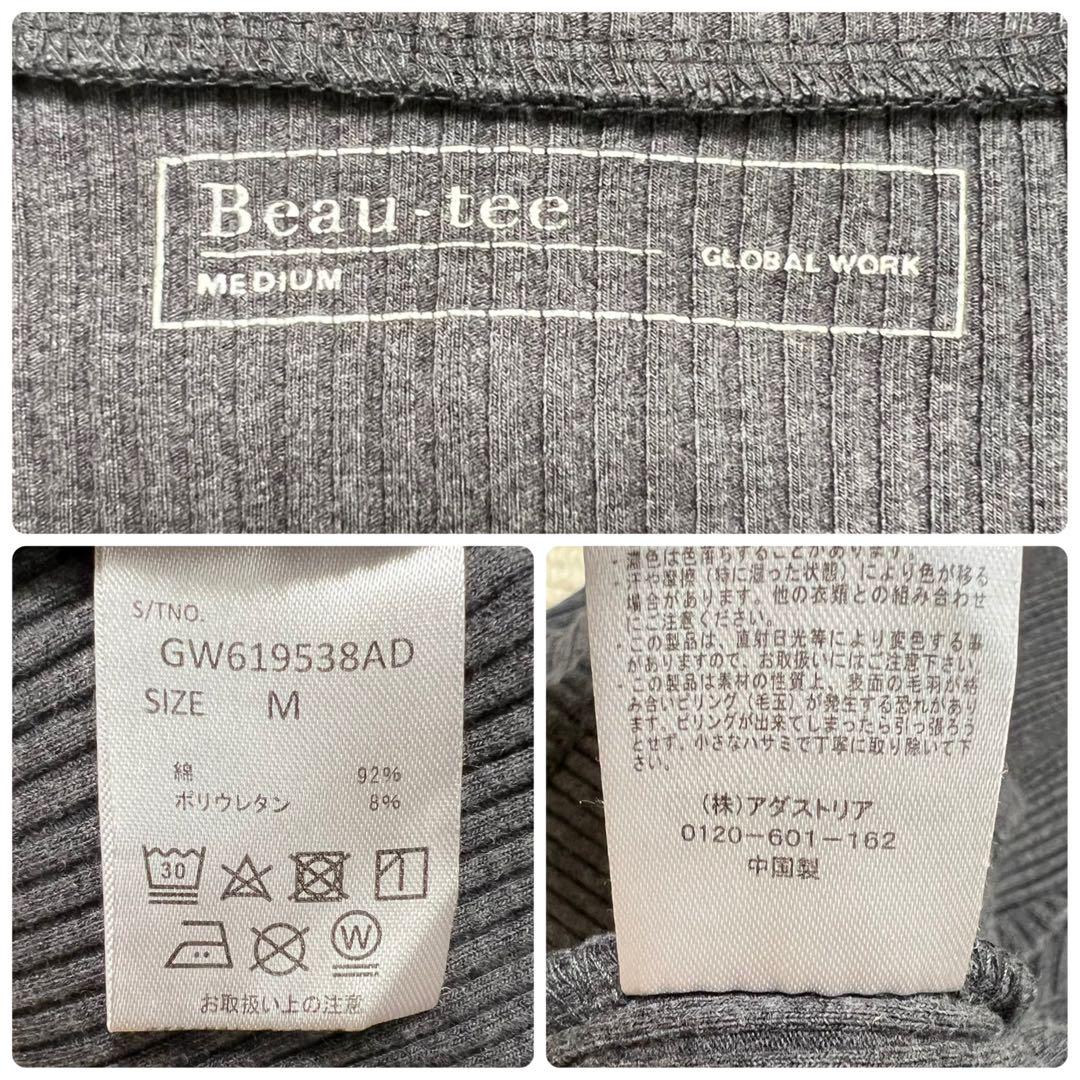 Beau-tee
MEDIUM
GLOBAL WORK
S/TNO.
GW619538AD
SIZE M
綿 92%
ポリウレタン 8%
30
W
お取扱い上の注意
・濃色は色落ちすることがあります。
・汗や摩擦(特に湿った状態)により色が移る
場合があります。他の衣類との組み合わせ
にご注意ください。
・この製品は、直射日光等により変色する事
がありますので、お取扱いにはご注意下さい
・この製品は素材の性質上、表面の毛羽が絡
み合いピリング(毛玉)が発生する恐れがあり
ます。ピリングが出来てしまったら引っ張ろう
とせず、小さなハサミで丁寧に取り除いて下
さい。
(株)アダストリア
0120-601-162
中国製